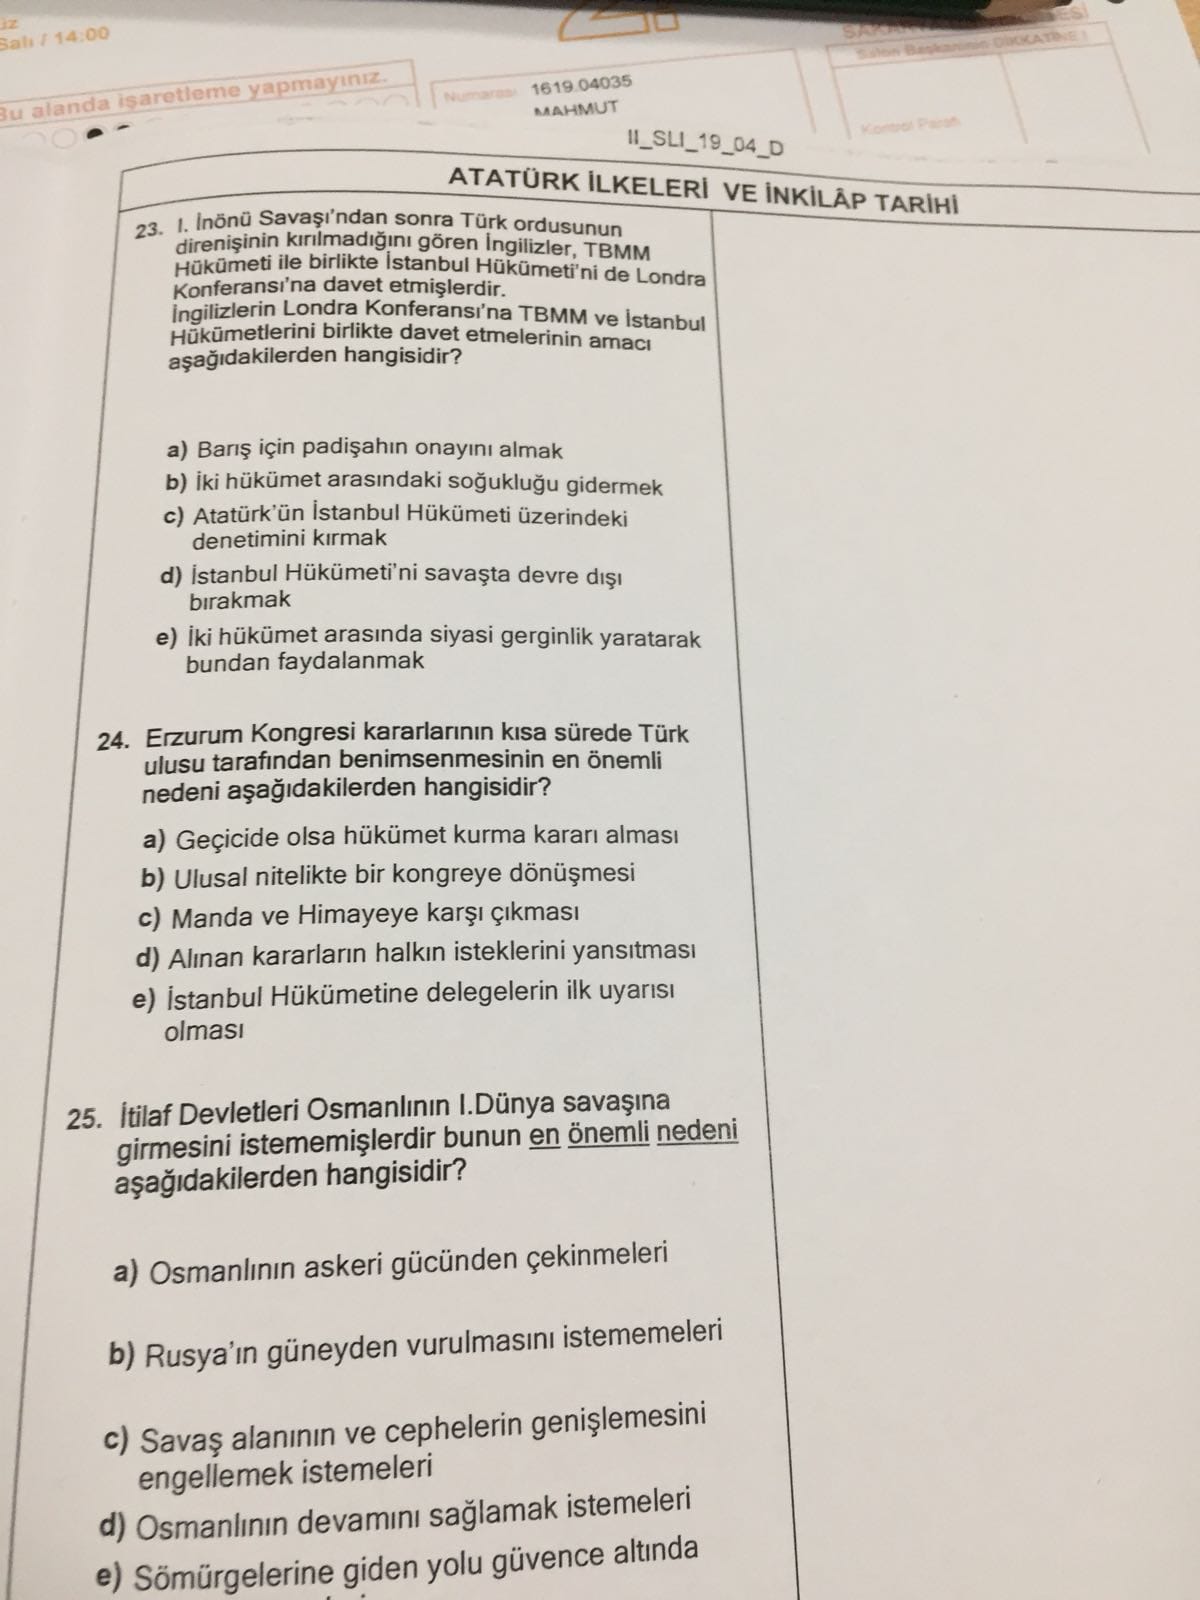 Salı / 14:00
Bu alanda işaretleme yapmayınız.
Numarası 1619.04035
MAHMUT
Salon Başkanının DİKKATİNE !
Kontrol Parafı
II_SLI_19_04_D
ATATÜRK İLKELERİ VE İNKİLÂP TARİHİ
23. I. İnönü Savaşı'ndan sonra Türk ordusunun
direnişinin kırılmadığını gören İngilizler, TBMM
Hükümeti ile birlikte İstanbul Hükümeti'ni de Londra
Konferansı'na davet etmişlerdir.
İngilizlerin Londra Konferansı'na TBMM ve İstanbul
Hükümetlerini birlikte davet etmelerinin amacı
aşağıdakilerden hangisidir?
a) Barış için padişahın onayını almak
b) İki hükümet arasındaki soğukluğu gidermek
c) Atatürk'ün İstanbul Hükümeti üzerindeki
denetimini kırmak
d) İstanbul Hükümeti'ni savaşta devre dışı
bırakmak
e) İki hükümet arasında siyasi gerginlik yaratarak
bundan faydalanmak
24. Erzurum Kongresi kararlarının kısa sürede Türk
ulusu tarafından benimsenmesinin en önemli
nedeni aşağıdakilerden hangisidir?
a) Geçicide olsa hükümet kurma kararı alması
b) Ulusal nitelikte bir kongreye dönüşmesi
c) Manda ve Himayeye karşı çıkması
d) Alınan kararların halkın isteklerini yansıtması
e) İstanbul Hükümetine delegelerin ilk uyarısı
olması
25. İtilaf Devletleri Osmanlının I.Dünya savaşına
girmesini istememişlerdir bunun en önemli nedeni
aşağıdakilerden hangisidir?
a) Osmanlının askeri gücünden çekinmeleri
b) Rusya'ın güneyden vurulmasını istememeleri
c) Savaş alanının ve cephelerin genişlemesini
engellemek istemeleri
d) Osmanlının devamını sağlamak istemeleri
e) Sömürgelerine giden yolu güvence altında